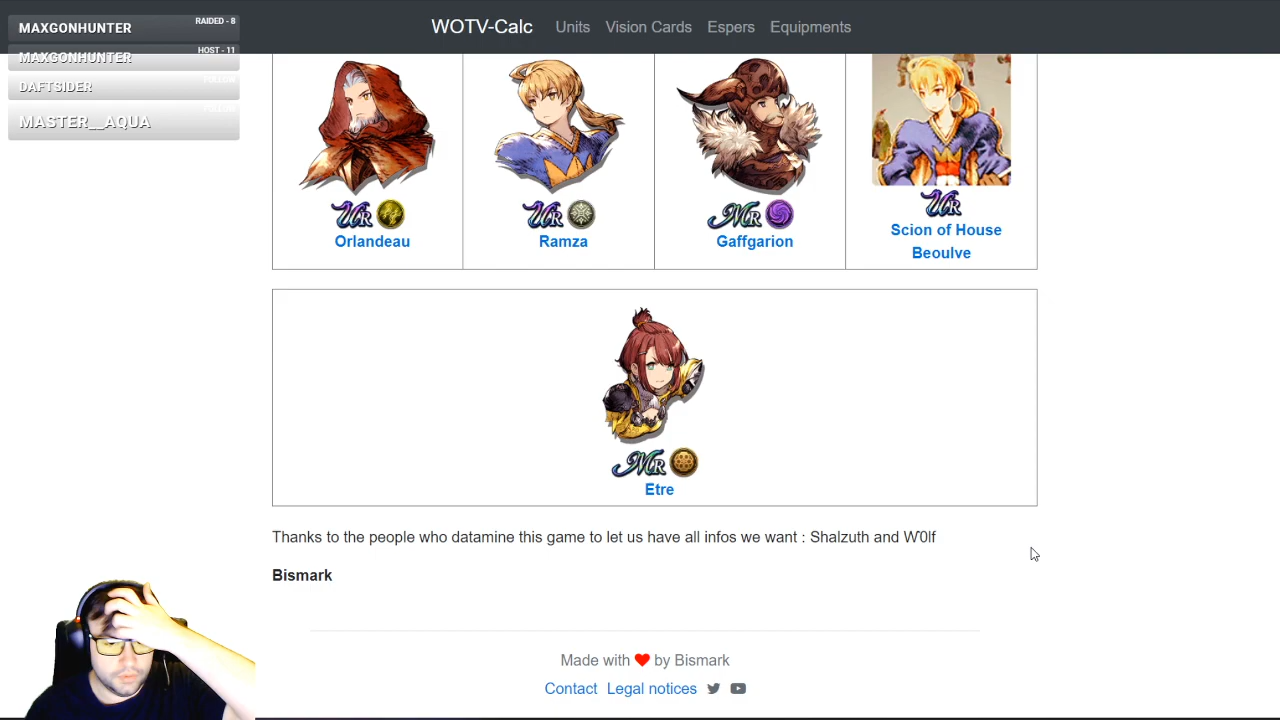 MAXGONHUNTER
RAIDED - 8
MAXGONHUNTER
HOST - 11
DAFTSIDER
FOLLOW
MASTER__AQUA
FOLLOW
WOTV-Calc
Units
Vision Cards
Espers
Equipments
UR
Orlandeau
UR
Ramza
MR
Gaffgarion
UR
Scion of House
Beoulve
MR
Etre
Thanks to the people who datamine this game to let us have all infos we want : Shalzuth and W0lf
Bismark
Made with ❤ by Bismark
Contact
Legal notices